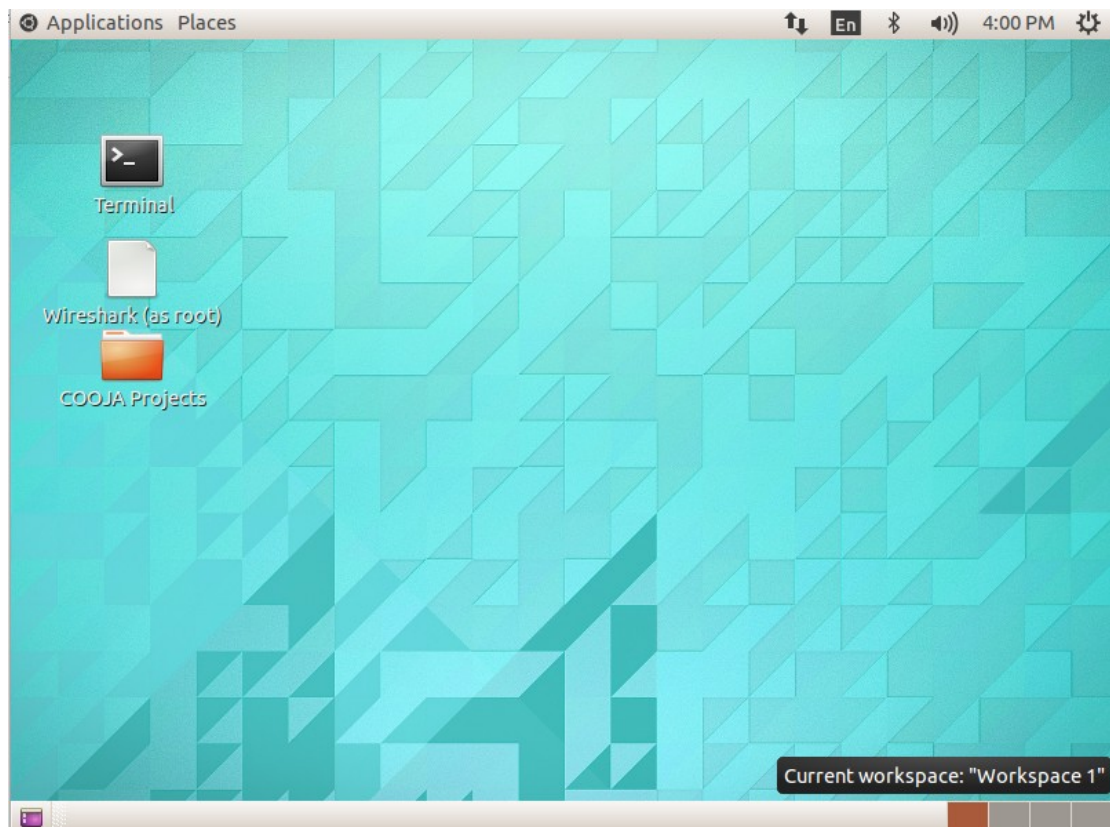 Applications Places En 4:00 PM
>_
Terminal
Wireshark (as root)
COOJA Projects
Current workspace: "Workspace 1"